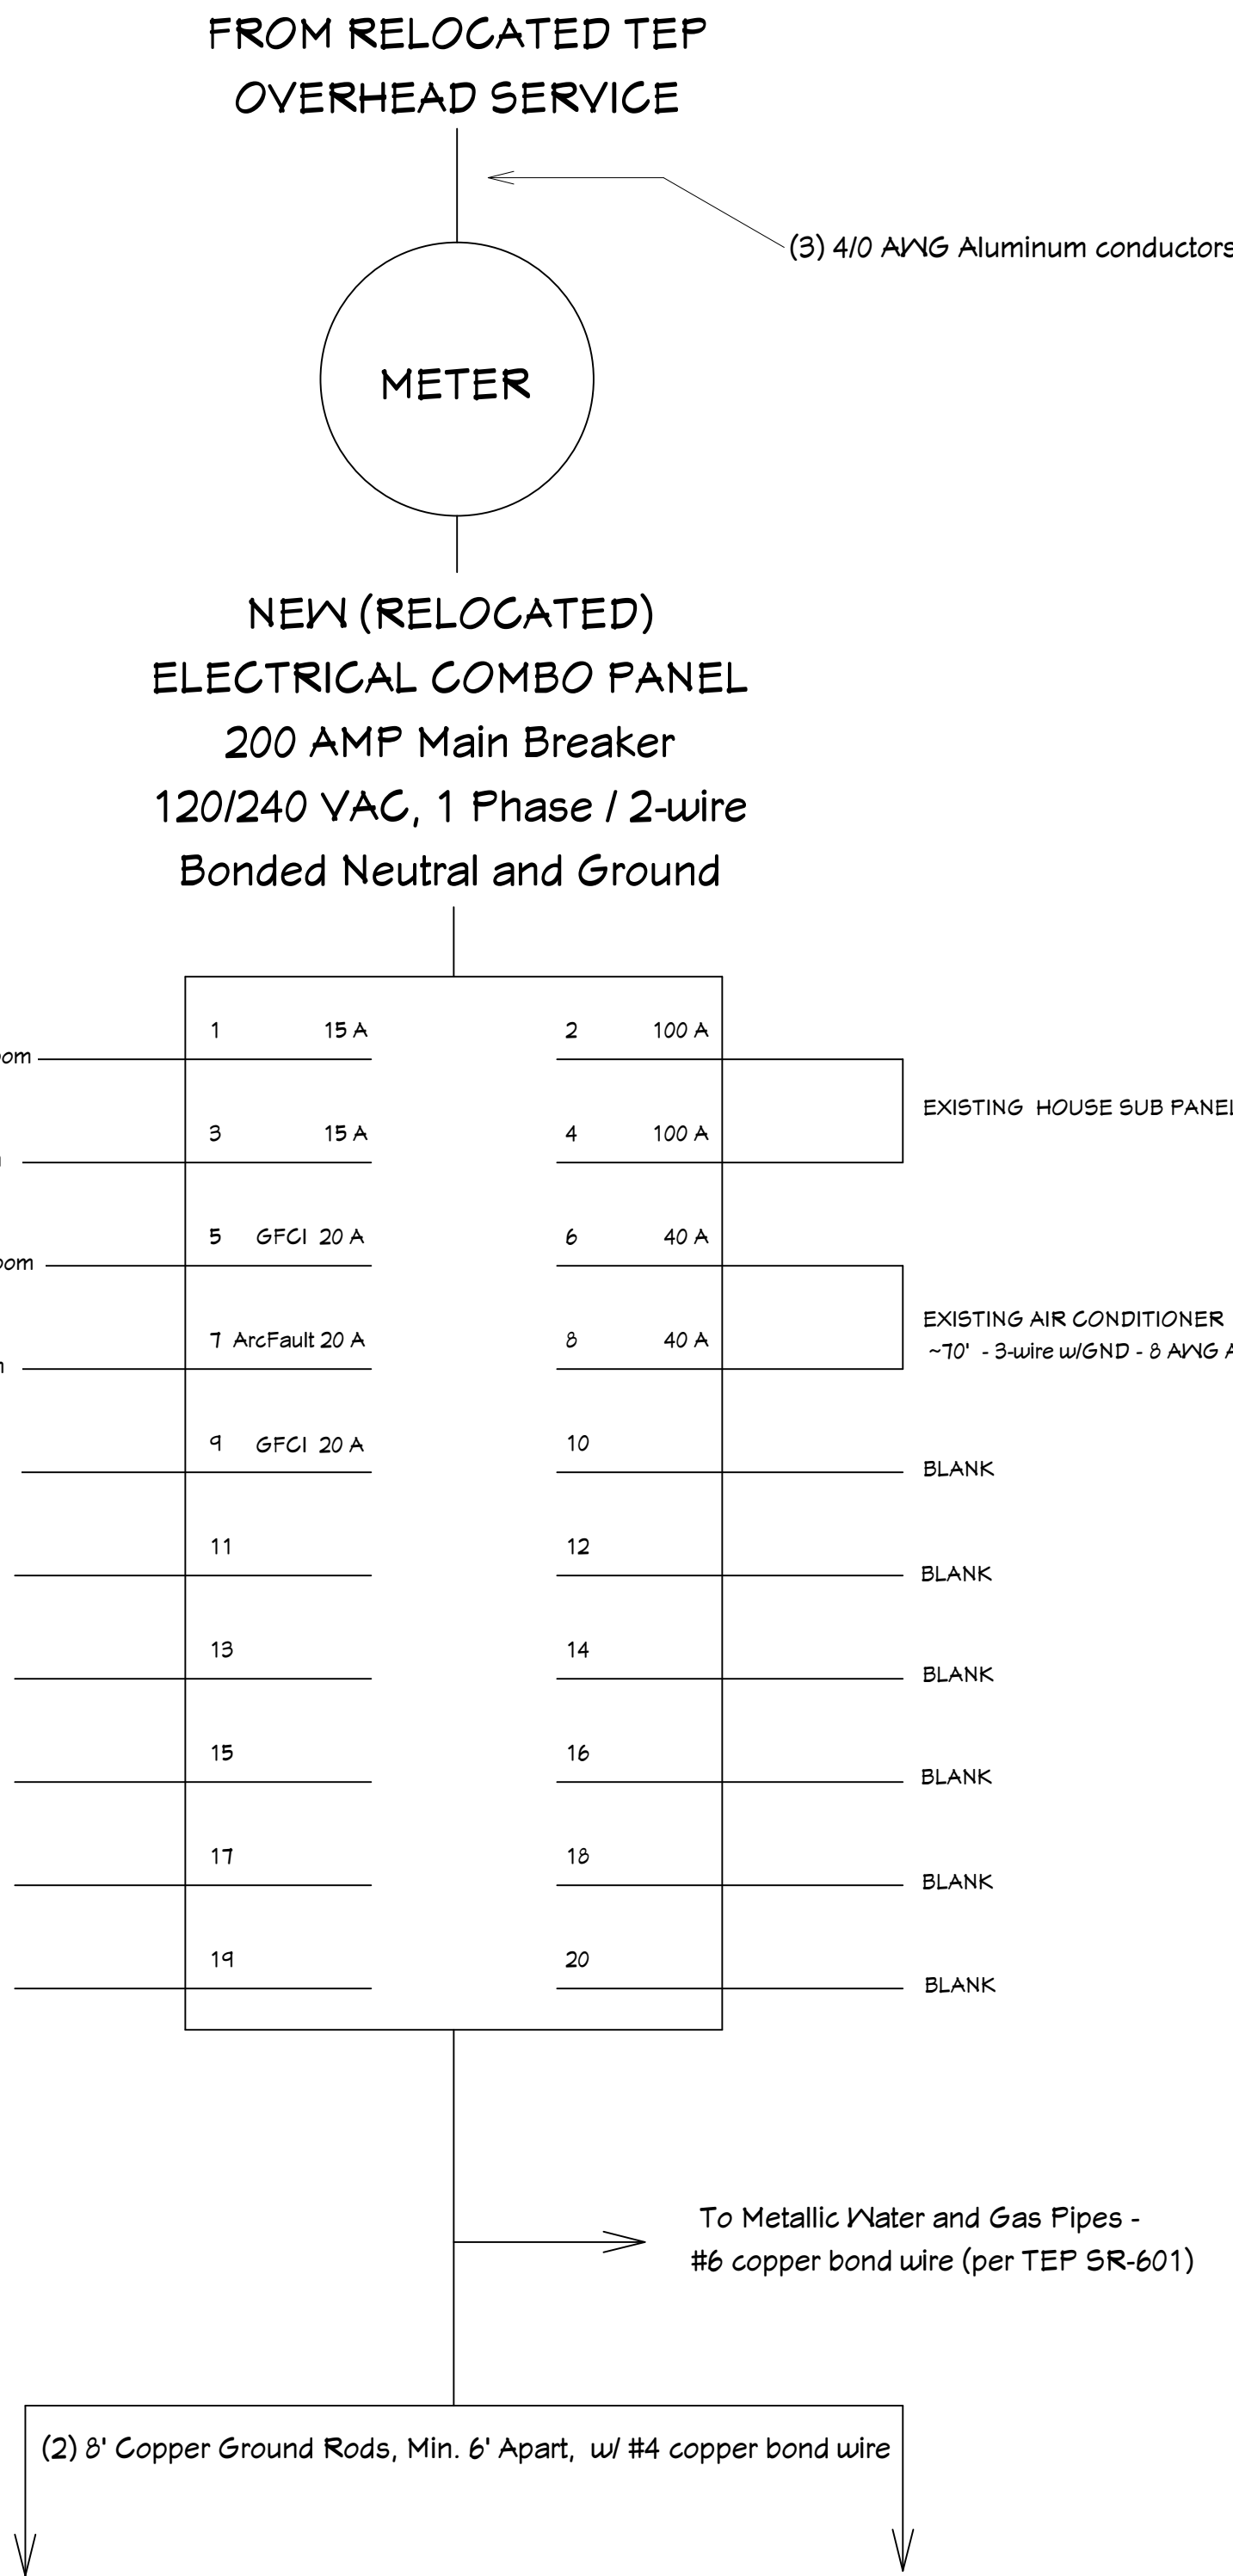 FROM RELOCATED TEP
OVERHEAD SERVICE
(3) 4/0 AWG Aluminum conductors
METER
NEW (RELOCATED)
ELECTRICAL COMBO PANEL
200 AMP Main Breaker
120/240 VAC, 1 Phase / 2-wire
Bonded Neutral and Ground
1 15 A 2 100 A
EXISTING HOUSE SUB PANEL
3 15 A 4 100 A
5 GFCI 20 A 6 40 A
7 ArcFault 20 A 8 40 A
EXISTING AIR CONDITIONER
~70' - 3-wire w/GND - 8 AWG
9 GFCI 20 A 10
BLANK
11 12
BLANK
13 14
BLANK
15 16
BLANK
17 18
BLANK
19 20
BLANK
To Metallic Water and Gas Pipes -
#6 copper bond wire (per TEP SR-601)
(2) 8' Copper Ground Rods, Min. 6' Apart, w/ #4 copper bond wire